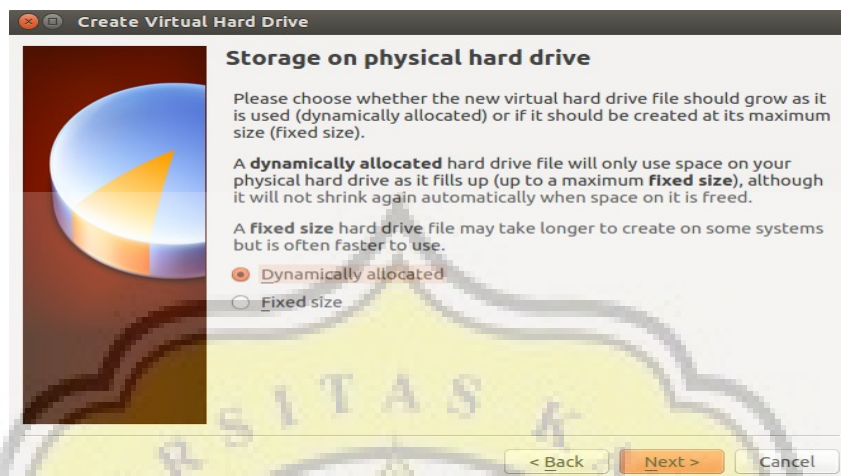 Create Virtual Hard Drive
Storage on physical hard drive
Please choose whether the new virtual hard drive file should grow as it
is used (dynamically allocated) or if it should be created at its maximum
size (fixed size).
A dynamically allocated hard drive file will only use space on your
physical hard drive as it fills up (up to a maximum fixed size), although
it will not shrink again automatically when space on it is freed.
A fixed size hard drive file may take longer to create on some systems
but is often faster to use.
Dynamically allocated
Fixed size
R S I T A S K
< Back Next > Cancel